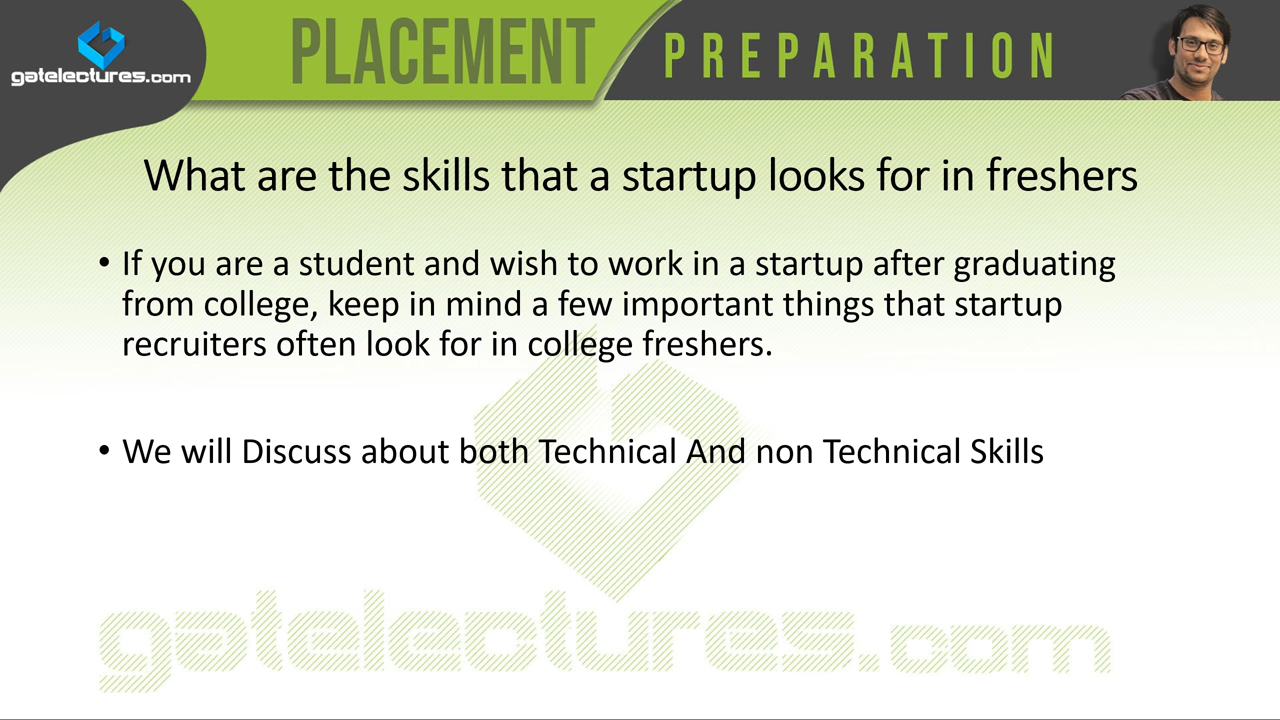 gatelectures.com
PLACEMENT PREPARATION
What are the skills that a startup looks for in freshers
• If you are a student and wish to work in a startup after graduating
from college, keep in mind a few important things that startup
recruiters often look for in college freshers.
• We will Discuss about both Technical And non Technical Skills
gatelectures.com